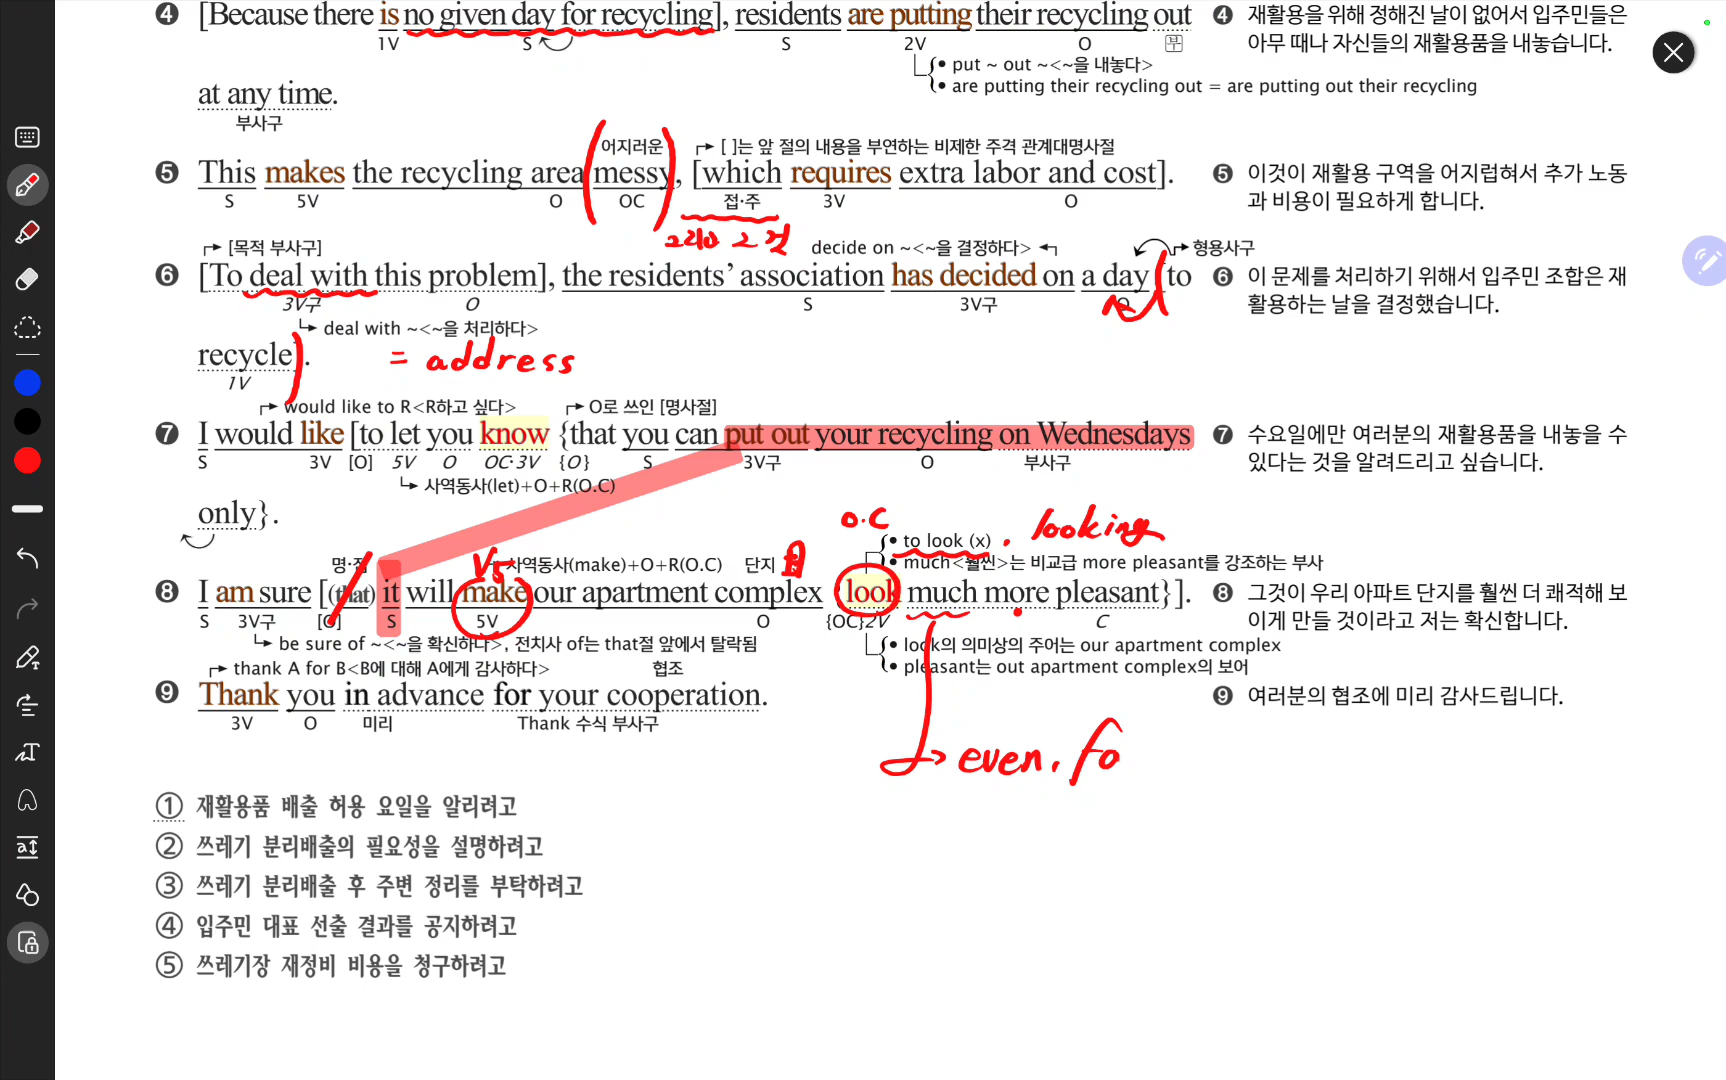 ❹ [Because there is no given day for recycling], residents are putting their recycling out
1V S S 2V O 부
• put ~ out ~<~을 내놓다>
• are putting their recycling out = are putting out their recycling
at any time.
부사구
❹ 재활용을 위해 정해진 날이 없어서 입주민들은
아무 때나 자신들의 재활용품을 내놓습니다.
어지러운 [ ]는 앞 절의 내용을 부연하는 비제한 주격 관계대명사절
❺ This makes the recycling area messy, [which requires extra labor and cost].
S 5V O OC 접·주 3V O
그리고 그 것
❺ 이것이 재활용 구역을 어지럽혀서 추가 노동
과 비용이 필요하게 합니다.
[목적 부사구] decide on ~<~을 결정하다> 형용사구
❻ [To deal with this problem], the residents’ association has decided on a day [to
3V구 O S 3V구 O
deal with ~<~을 처리하다>
recycle].
1V
= address
❻ 이 문제를 처리하기 위해서 입주민 조합은 재
활용하는 날을 결정했습니다.
would like to R<R하고 싶다> O로 쓰인 [명사절]
❼ I would like [to let you know {that you can put out your recycling on Wednesdays
S 3V [O] 5V O OC·3V {O} S 3V구 O 부사구
사역동사(let)+O+R(O.C)
only}.
❼ 수요일에만 여러분의 재활용품을 내놓을 수
있다는 것을 알려드리고 싶습니다.
O.C
• to look (x) . looking
명·접 V5 사역동사(make)+O+R(O.C) 단지 • much<훨씬>는 비교급 more pleasant를 강조하는 부사
❽ I am sure [(that) it will make our apartment complex {look much more pleasant}].
S 3V구 [O] S 5V O {OC}2V C
be sure of ~<~을 확신하다>, 전치사 of는 that절 앞에서 탈락됨
• look의 의미상의 주어는 our apartment complex
• pleasant는 out apartment complex의 보어
❽ 그것이 우리 아파트 단지를 훨씬 더 쾌적해 보
이게 만들 것이라고 저는 확신합니다.
thank A for B<B에 대해 A에게 감사하다> 협조
❾ Thank you in advance for your cooperation.
3V O 미리 Thank 수식 부사구
❾ 여러분의 협조에 미리 감사드립니다.
even. fa
① 재활용품 배출 허용 요일을 알리려고
② 쓰레기 분리배출의 필요성을 설명하려고
③ 쓰레기 분리배출 후 주변 정리를 부탁하려고
④ 입주민 대표 선출 결과를 공지하려고
⑤ 쓰레기장 재정비 비용을 청구하려고